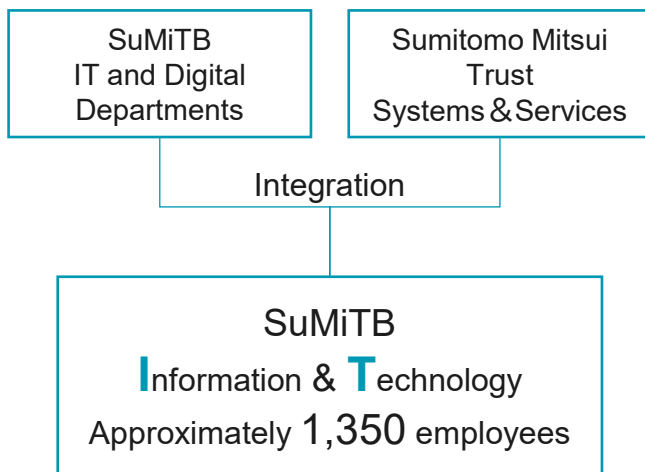 SuMiTB
IT and Digital
Departments
Sumitomo Mitsui
Trust
Systems＆Services
Integration
SuMiTB
Information & Technology
Approximately 1,350 employees